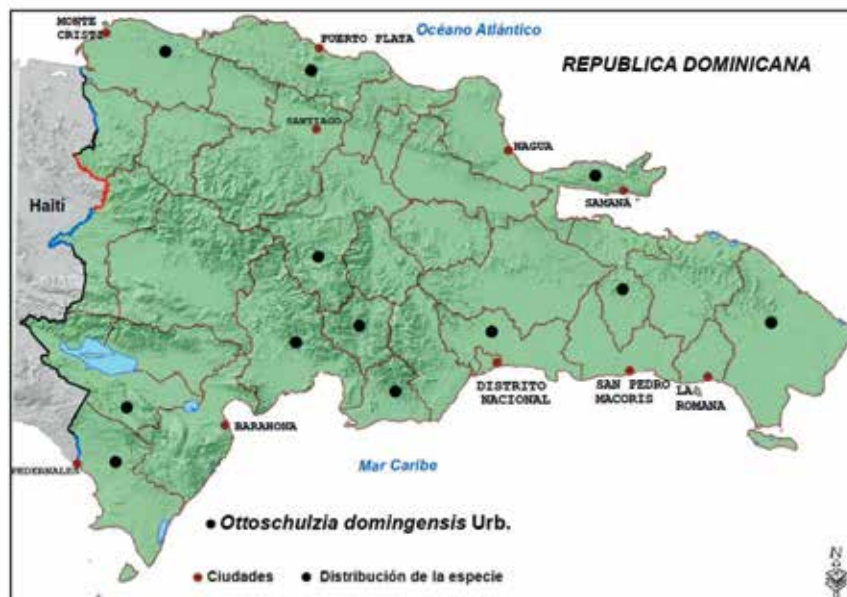 MONTE
CRISTI
PUERTO PLATA
Océano Atlántico
REPUBLICA DOMINICANA
SANTIAGO
NAGUA
SAMANA
Haití
DISTRITO
NACIONAL
SAN PEDRO
MACORIS
LA
ROMANA
BARAHONA
PEDERNALES
Mar Caribe
Ottoschulzia domingensis Urb.
Ciudades
Distribución de la especie
N